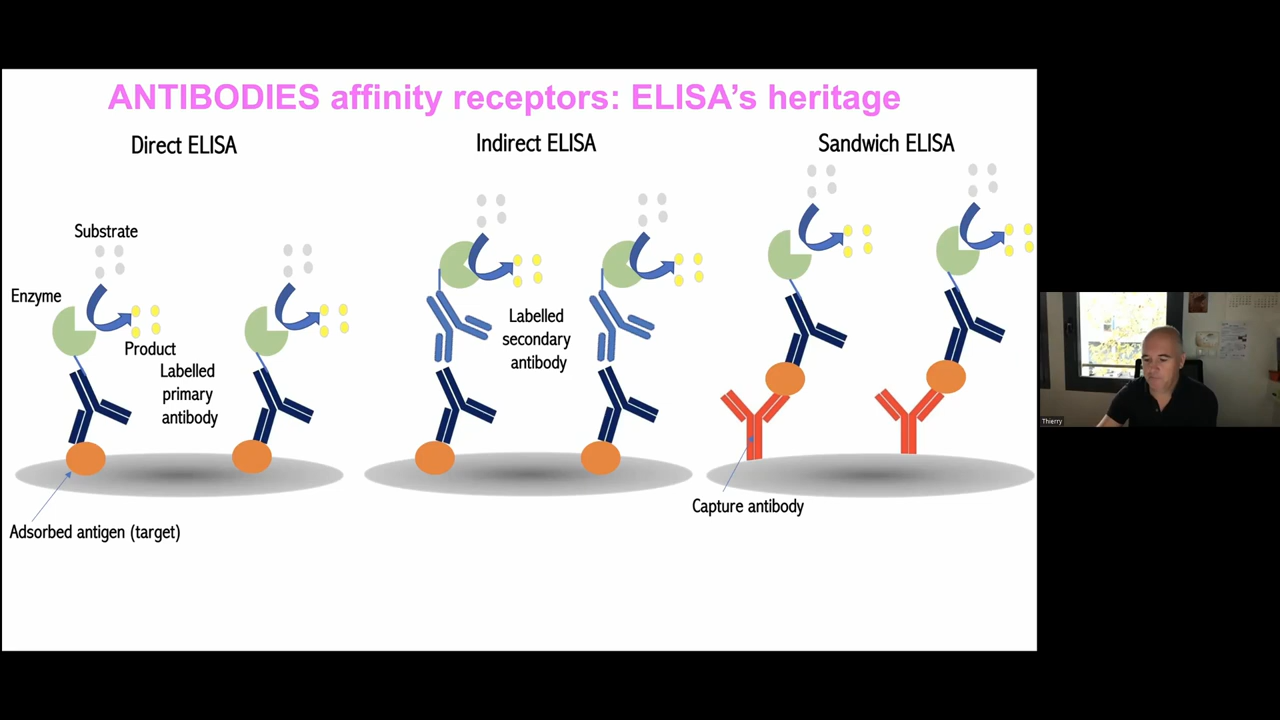 ANTIBODIES affinity receptors: ELISA’s heritage
Direct ELISA
Indirect ELISA
Sandwich ELISA
Substrate
Enzyme
Product
Labelled
primary
antibody
Labelled
secondary
antibody
Adsorbed antigen (target)
Capture antibody
Thierry